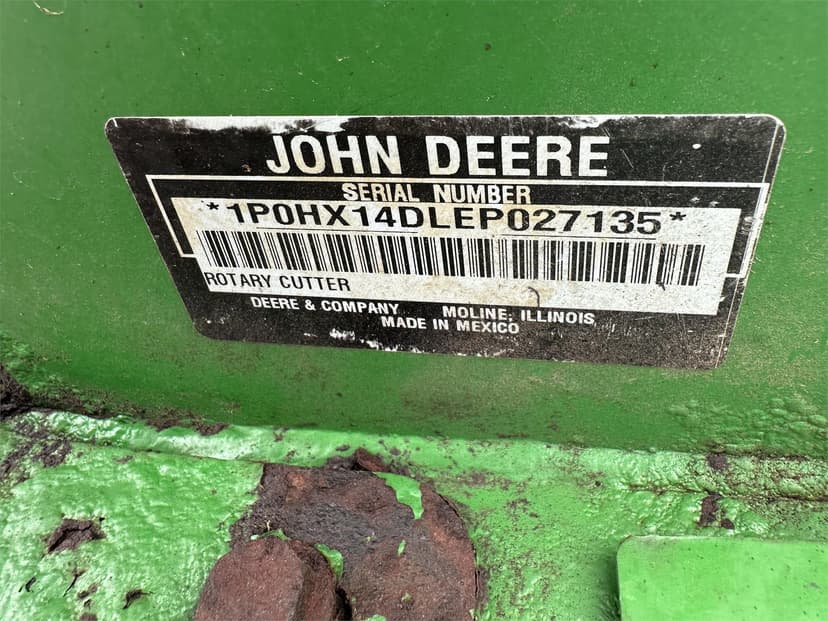 JOHN DEERE
SERIAL NUMBER
*1P0HX14DLEP027135*
ROTARY CUTTER
DEERE & COMPANY MOLINE, ILLINOIS
MADE IN MEXICO